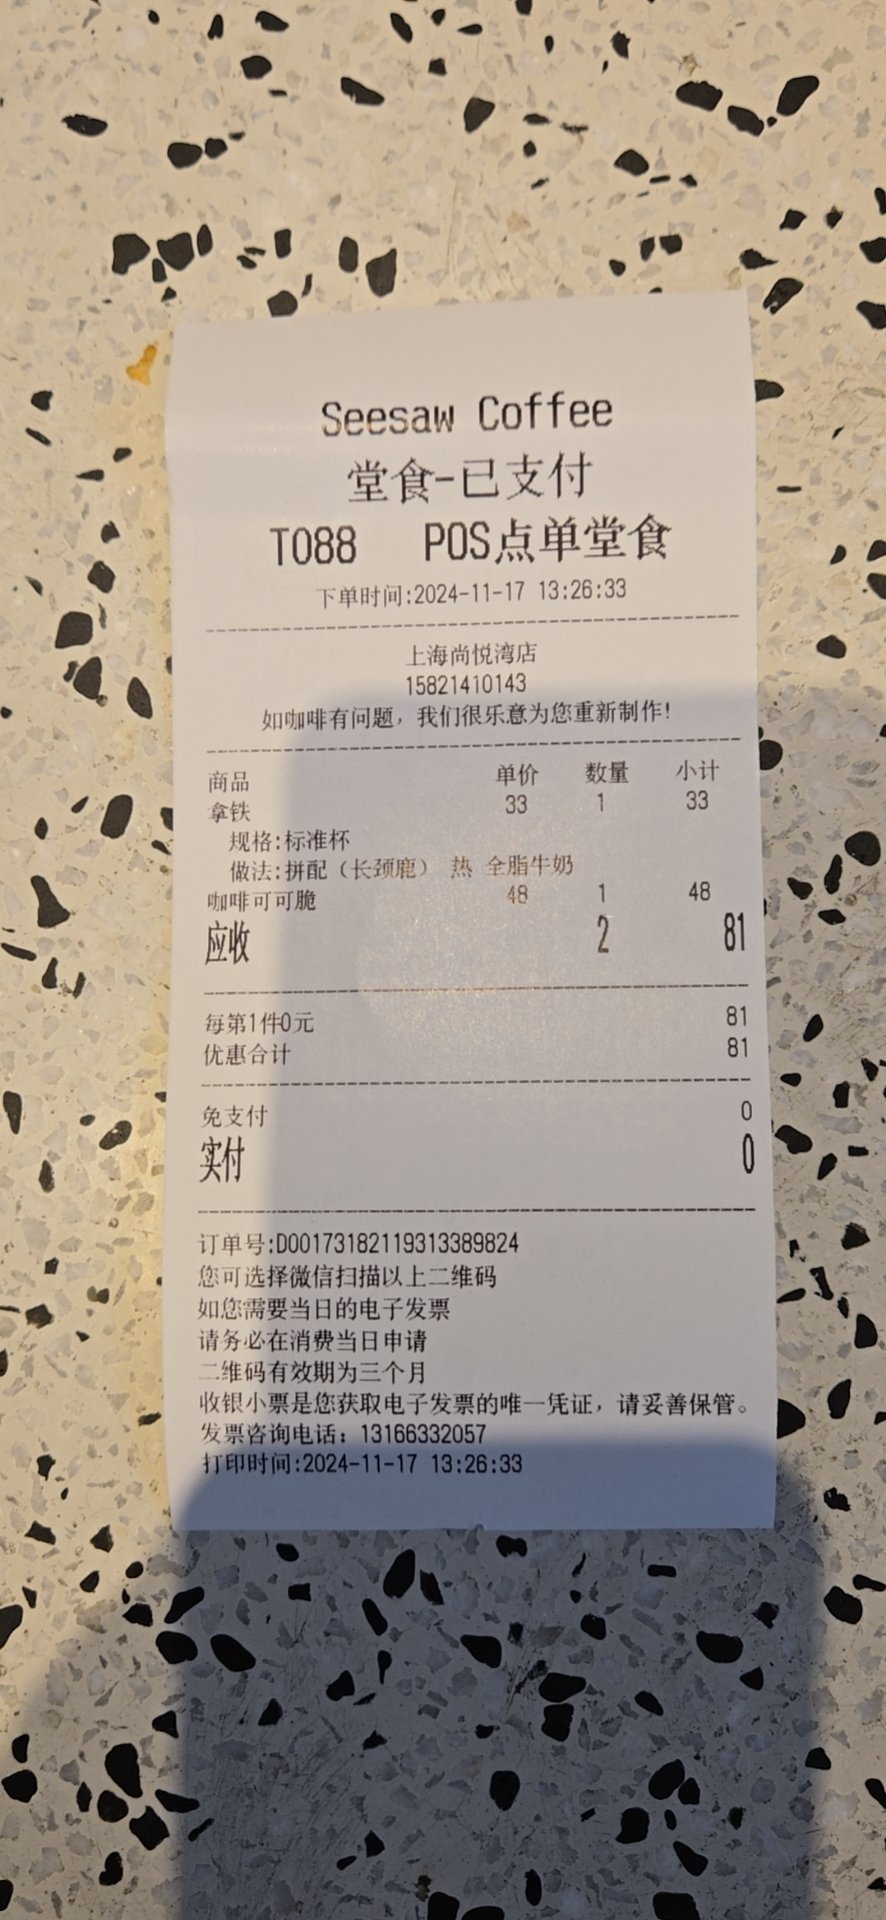 Seesaw Coffee
堂食-已支付
T088 POS点单堂食
下单时间:2024-11-17 13:26:33
上海尚悦湾店
15821410143
如咖啡有问题，我们很乐意为您重新制作!
商品 单价 数量 小计
拿铁 33 1 33
规格:标准杯
做法:拼配（长颈鹿） 热 全脂牛奶
咖啡可可脆 48 1 48
应收 2 81
每第1件0元 81
优惠合计 81
免支付 0
实付 0
订单号:D001731821193133898​24
您可选择微信扫描以上二维码
如您需要当日的电子发票
请务必在消费当日申请
二维码有效期为三个月
收银小票是您获取电子发票的唯一凭证，请妥善保管。
发票咨询电话：13166332057
打印时间:2024-11-17 13:26:33